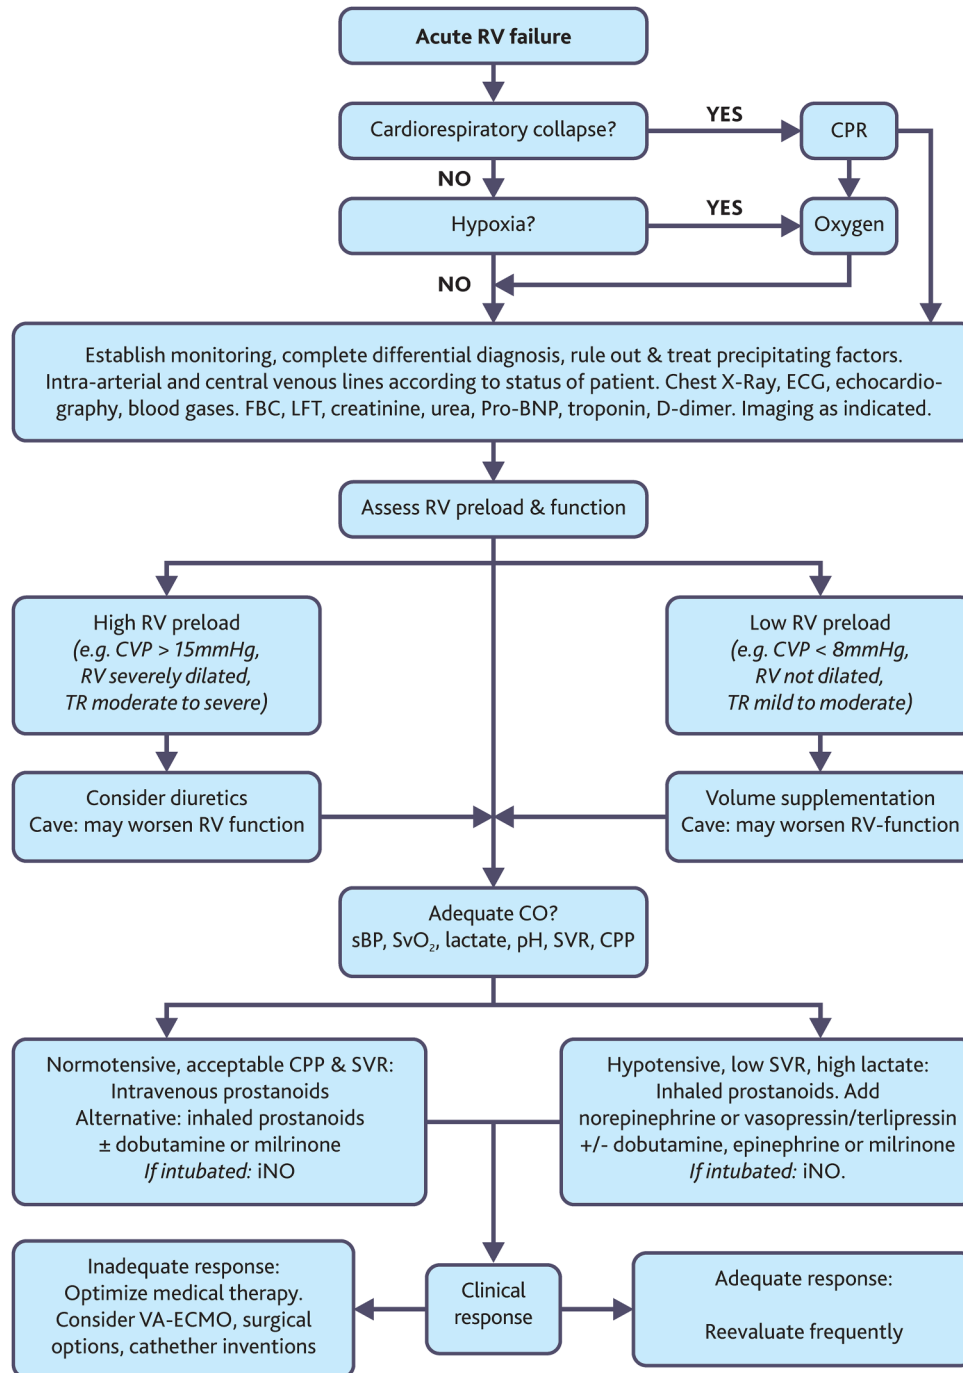 Acute RV failure
Cardiorespiratory collapse?
YES
CPR
NO
Hypoxia?
YES
Oxygen
NO
Establish monitoring, complete differential diagnosis, rule out & treat precipitating factors.
Intra-arterial and central venous lines according to status of patient. Chest X-Ray, ECG, echocardio-
graphy, blood gases. FBC, LFT, creatinine, urea, Pro-BNP, troponin, D-dimer. Imaging as indicated.
Assess RV preload & function
High RV preload
(e.g. CVP > 15mmHg,
RV severely dilated,
TR moderate to severe)
Low RV preload
(e.g. CVP < 8mmHg,
RV not dilated,
TR mild to moderate)
Consider diuretics
Cave: may worsen RV function
Volume supplementation
Cave: may worsen RV-function
Adequate CO?
sBP, SvO₂, lactate, pH, SVR, CPP
Normotensive, acceptable CPP & SVR:
Intravenous prostanoids
Alternative: inhaled prostanoids
± dobutamine or milrinone
If intubated: iNO
Hypotensive, low SVR, high lactate:
Inhaled prostanoids. Add
norepinephrine or vasopressin/terlipressin
+/- dobutamine, epinephrine or milrinone
If intubated: iNO.
Inadequate response:
Optimize medical therapy.
Consider VA-ECMO, surgical
options, cathether inventions
Clinical
response
Adequate response:
Reevaluate frequently